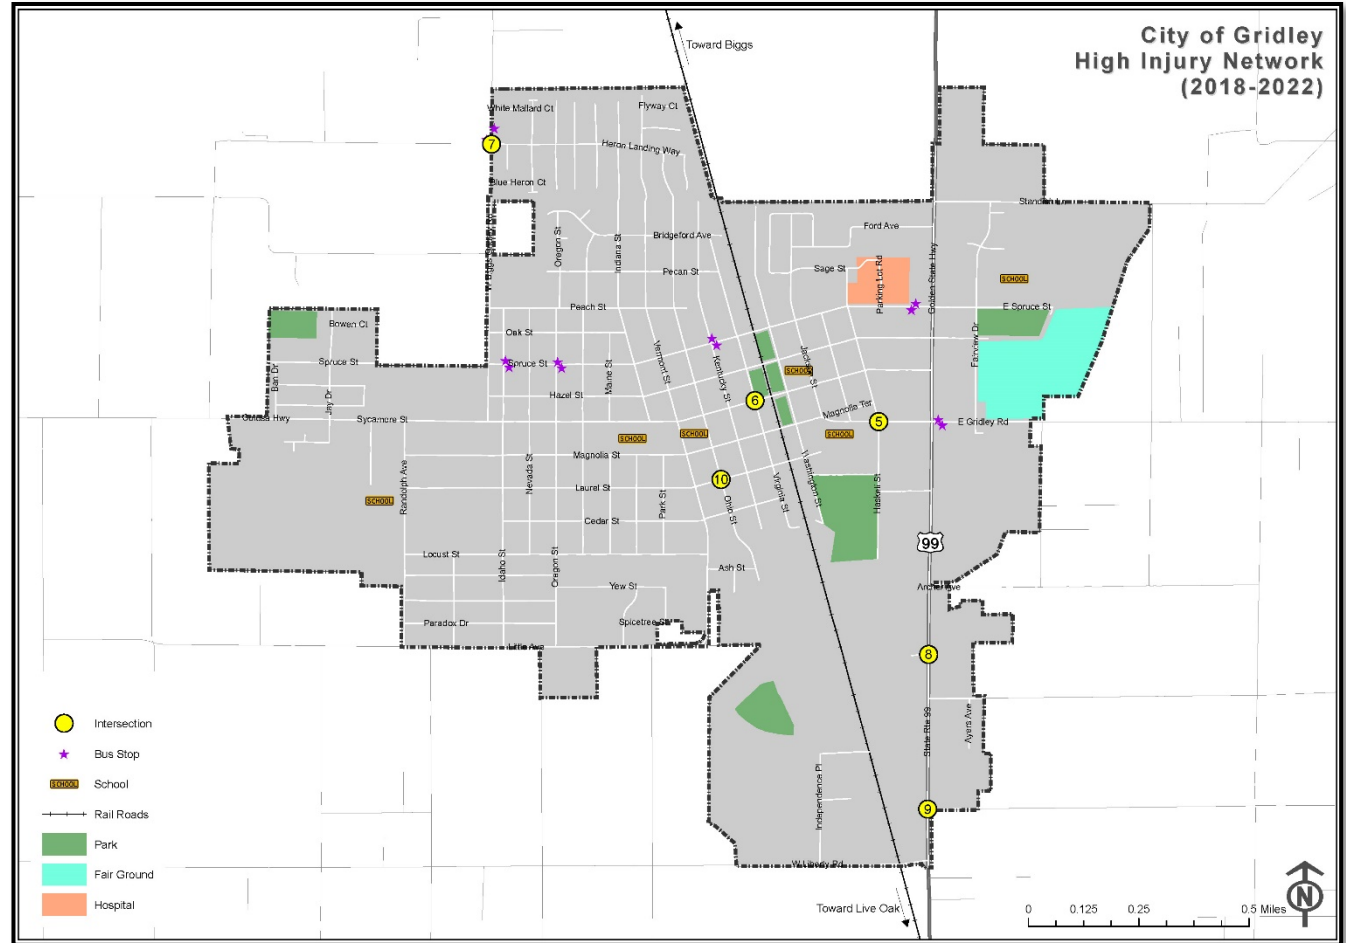 City of Gridley
High Injury Network
(2018-2022)
Toward Biggs
White Mallard Ct
Flyway Ct
7
Heron Landing Way
Blue Heron Ct
Oregon St
Indiana St
Bridgeford Ave
Ford Ave
Pecan St
Sage St
Parking Lot Rd
Golden State Hwy
SCHOOL
Peach St
E Spruce St
Bowen Ct
Oak St
Fairview Dr
Spruce St
Spruce St
Ban Dr
Jay Dr
Maine St
Vermont St
Kentucky St
SCHOOL
Hazel St
6
Magnolia Ter
5
E Gridley Rd
Sycamore St
SCHOOL
SCHOOL
SCHOOL
Magnolia St
Nevada St
Randolph Ave
SCHOOL
Laurel St
Park St
10
Ohio St
Virginia St
Washington St
Haskell St
Cedar St
99
Locust St
Idaho St
Oregon St
Ash St
Yew St
Archer Ave
Paradox Dr
Spicetree St
8
State Rte 99
Ayers Ave
Independence Pl
9
W Liberty Rd
Toward Live Oak
Intersection
Bus Stop
SCHOOL School
Rail Roads
Park
Fair Ground
Hospital
0 0.125 0.25 0.5 Miles
N